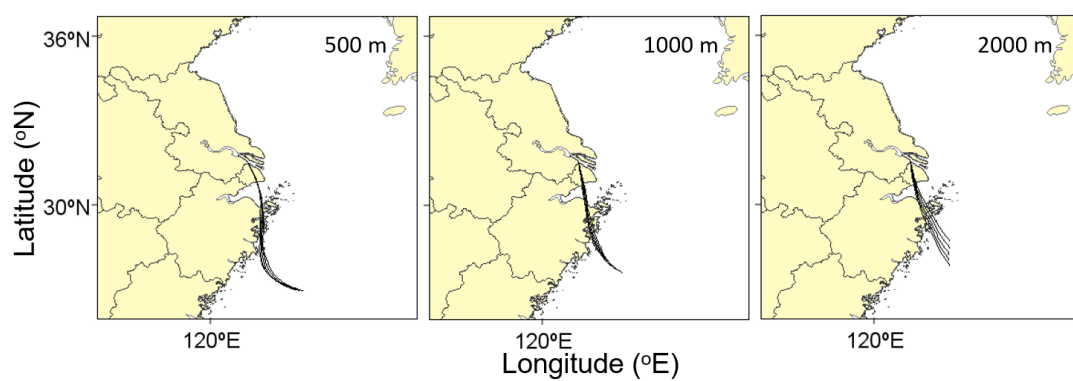 500 m
1000 m
2000 m
36ºN
30ºN
Latitude (ºN)
120ºE
120ºE
120ºE
Longitude (ºE)